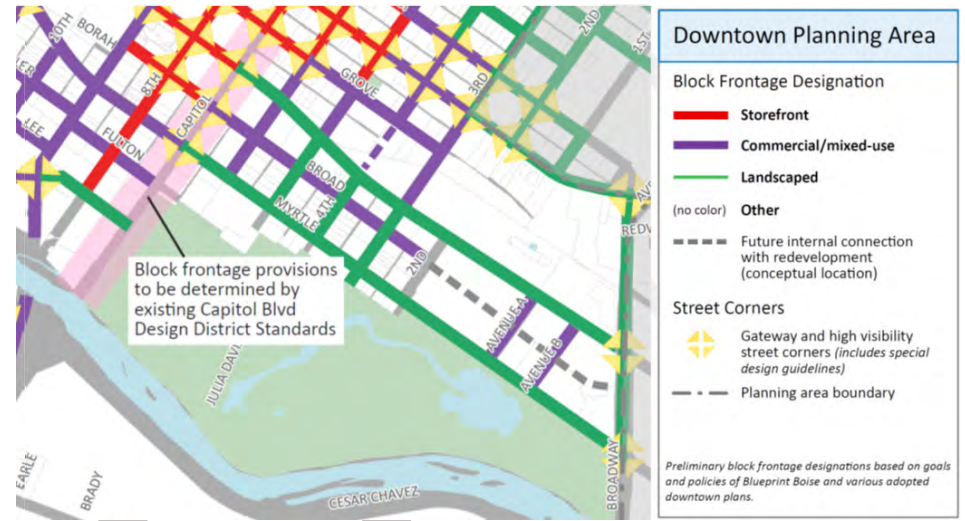 10TH
BORAH
8TH
CAPITOL
GROVE
3RD
2ND
1ST
LEE
FULTON
BROAD
MYRTLE
4TH
2ND
Block frontage provisions
to be determined by
existing Capitol Blvd
Design District Standards
AVENUE A
AVENUE B
JULIA DAVI
BROADWAY
CESAR CHAVEZ
EARLE
BRADY
Downtown Planning Area
Block Frontage Designation
Storefront
Commercial/mixed-use
Landscaped
(no color) Other
Future internal connection
with redevelopment
(conceptual location)
Street Corners
Gateway and high visibility
street corners (includes special
design guidelines)
Planning area boundary
Preliminary block frontage designations based on goals
and policies of Blueprint Boise and various adopted
downtown plans.